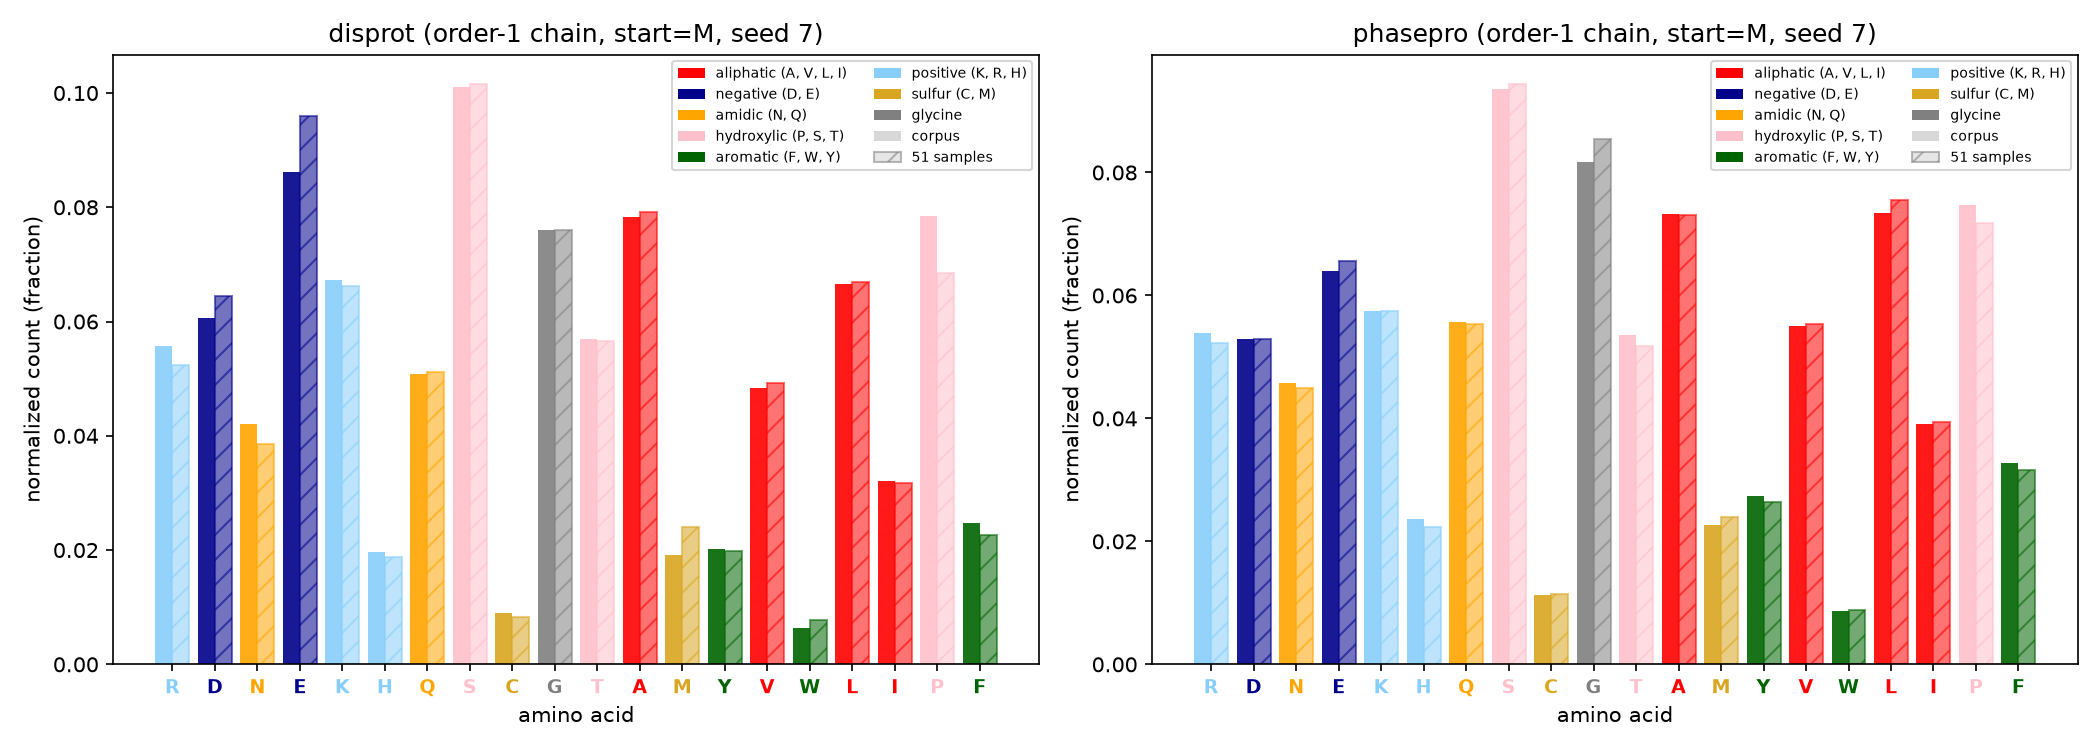 disprot (order-1 chain, start=M, seed 7)
aliphatic (A, V, L, I)
negative (D, E)
amidic (N, Q)
hydroxylic (P, S, T)
aromatic (F, W, Y)
positive (K, R, H)
sulfur (C, M)
glycine
corpus
51 samples
normalized count (fraction)
0.10
0.08
0.06
0.04
0.02
0.00
R D N E K H Q S C G T A M Y V W L I P F
amino acid
phasepro (order-1 chain, start=M, seed 7)
aliphatic (A, V, L, I)
negative (D, E)
amidic (N, Q)
hydroxylic (P, S, T)
aromatic (F, W, Y)
positive (K, R, H)
sulfur (C, M)
glycine
corpus
51 samples
normalized count (fraction)
0.08
0.06
0.04
0.02
0.00
R D N E K H Q S C G T A M Y V W L I P F
amino acid